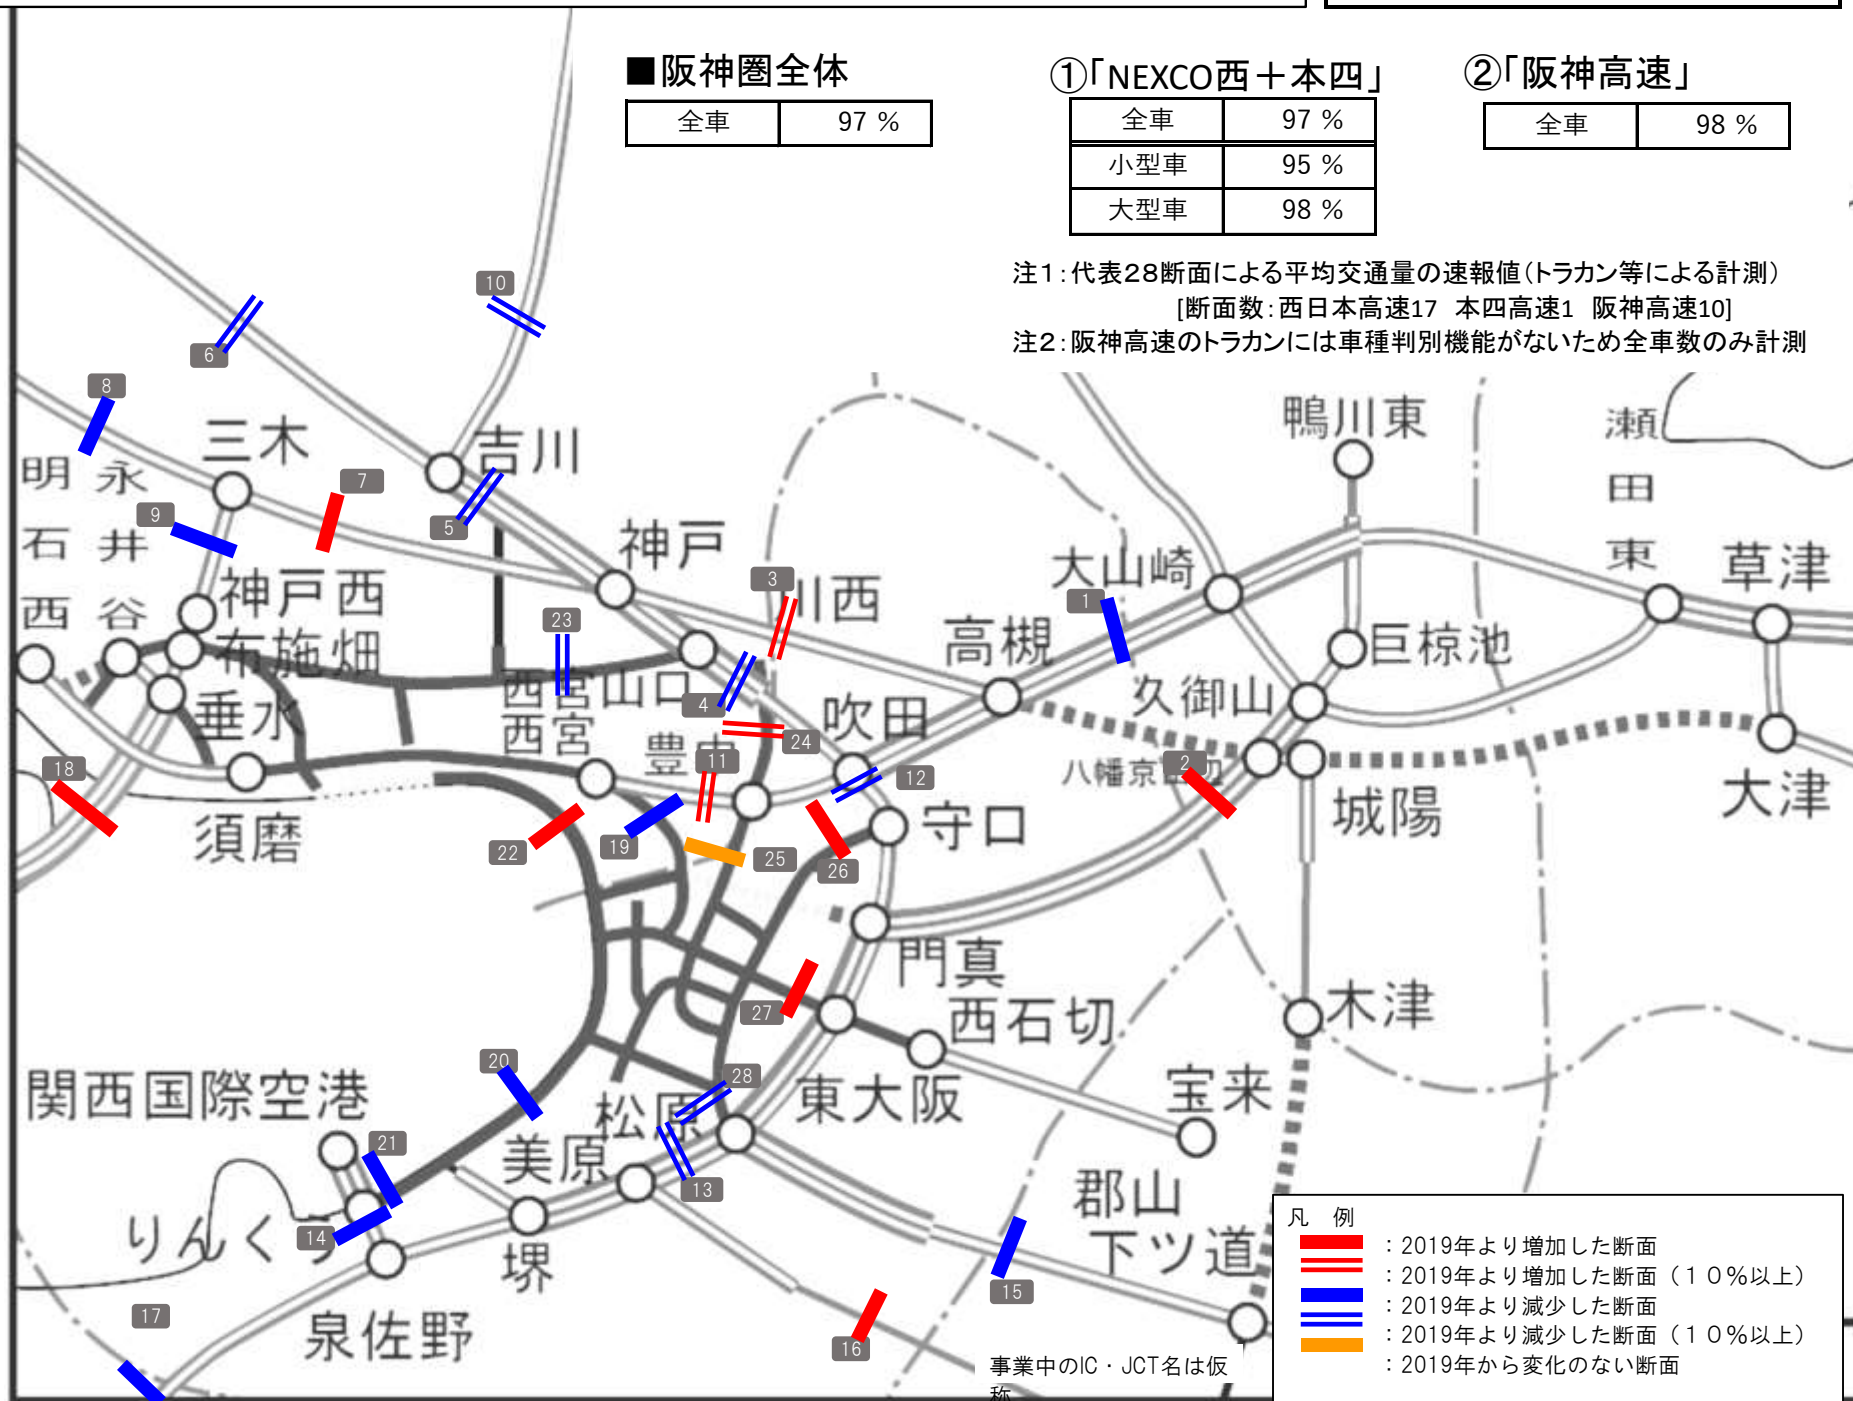 ■阪神圏全体
全車 97 %
①「NEXCO西＋本四」
全車 97 %
小型車 95 %
大型車 98 %
②「阪神高速」
全車 98 %
注１：代表２８断面による平均交通量の速報値（トラカン等による計測）
[断面数：西日本高速17 本四高速1 阪神高速10]
注２：阪神高速のトラカンには車種判別機能がないため全車数のみ計測
10
6
8
三木
吉川
鴨川東
瀬田東
明石西
永井谷
7
9
5
神戸
大山崎
草津
神戸西
布施畑
3
川西
1
23
高槻
巨椋池
西宮山口
西宮
4
久御山
垂水
吹田
24
豊中
11
12
2
八幡京田辺
18
大津
城陽
須磨
22
19
25
守口
26
門真
27
西石切
木津
20
28
関西国際空港
松原
東大阪
宝来
21
美原
13
郡山
下ツ道
りんくう
14
堺
15
17
泉佐野
16
事業中のIC・JCT名は仮
称
凡 例
：2019年より増加した断面
：2019年より増加した断面（１０％以上）
：2019年より減少した断面
：2019年より減少した断面（１０％以上）
：2019年から変化のない断面